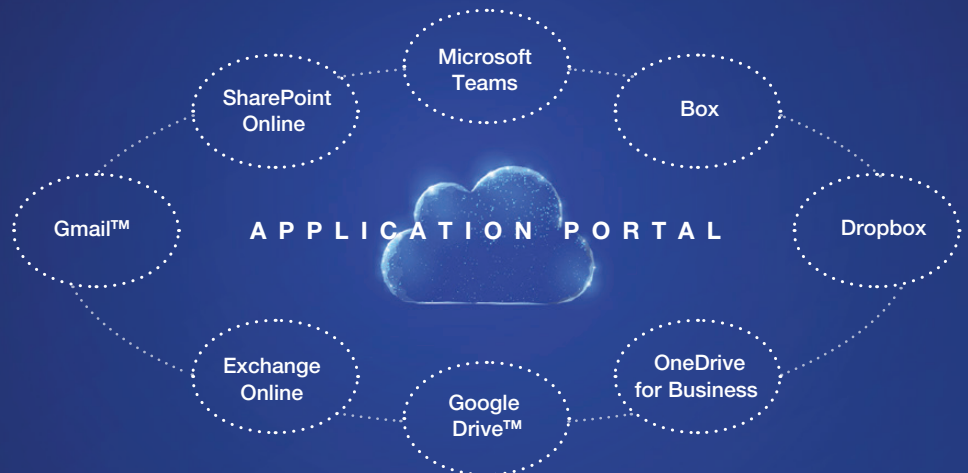 Microsoft
Teams
SharePoint
Online
Box
Gmail™
APPLICATION PORTAL
Dropbox
Exchange
Online
OneDrive
for Business
Google
Drive™